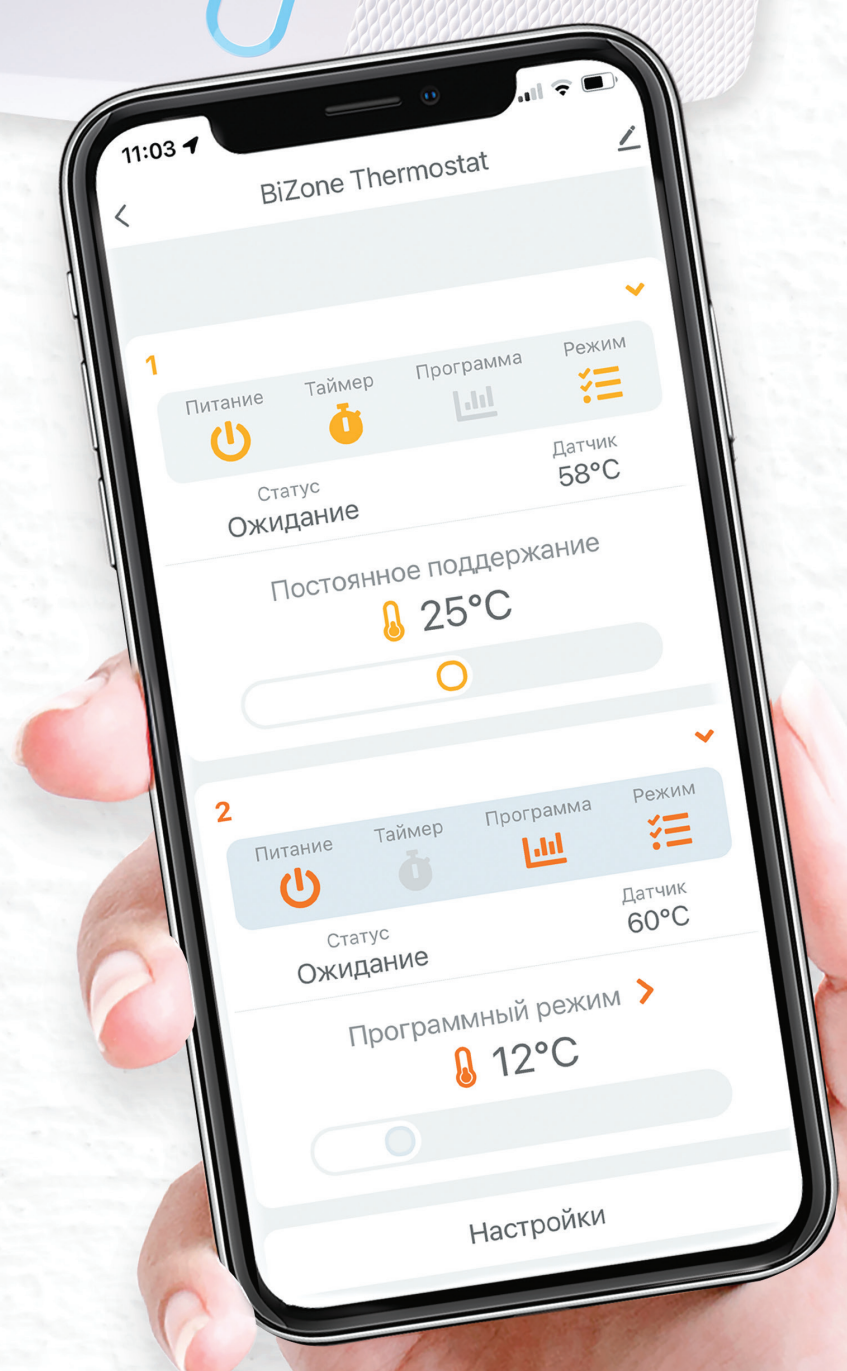 11:03
BiZone Thermostat
1
Питание Таймер Программа Режим
Статус Датчик
Ожидание 58°C
Постоянное поддержание
25°C
2
Питание Таймер Программа Режим
Статус Датчик
Ожидание 60°C
Программный режим
12°C
Настройки